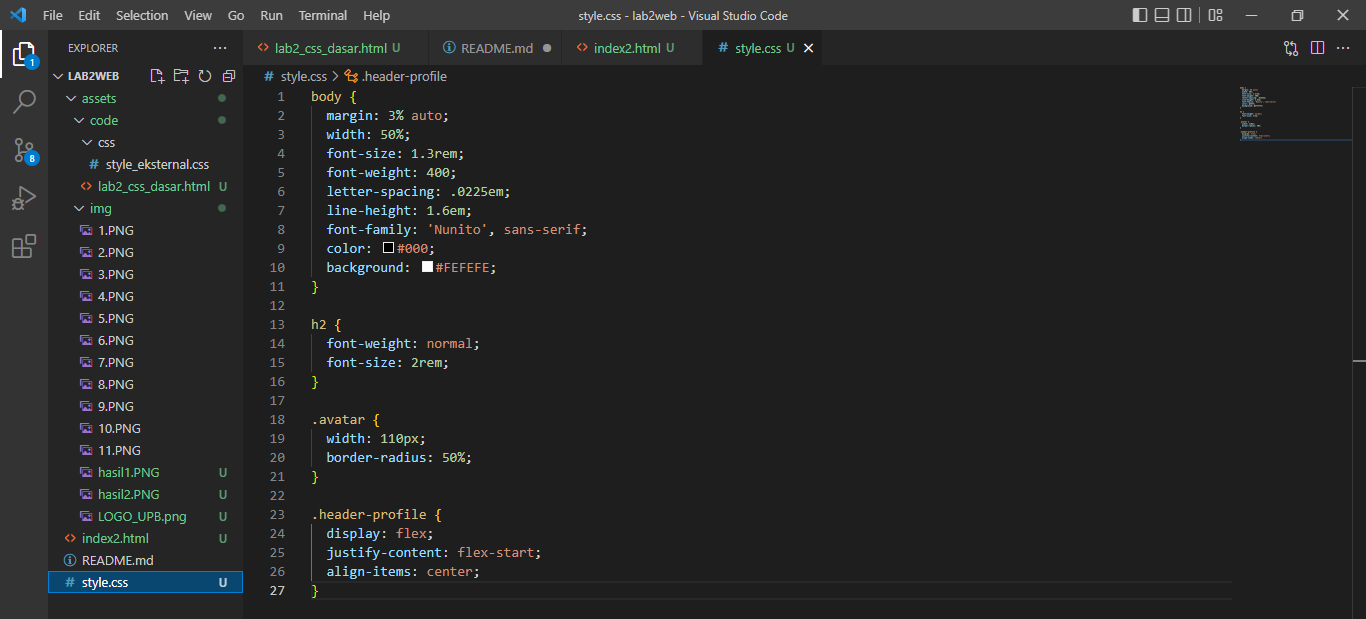 File Edit Selection View Go Run Terminal Help style.css - lab2web - Visual Studio Code
EXPLORER
lab2_css_dasar.html U README.md index2.html U # style.css U
LAB2WEB
# style.css > .header-profile
assets
code
css
# style_eksternal.css
lab2_css_dasar.html U
img
1.PNG
2.PNG
3.PNG
4.PNG
5.PNG
6.PNG
7.PNG
8.PNG
9.PNG
10.PNG
11.PNG
hasil1.PNG U
hasil2.PNG U
LOGO_UPB.png U
index2.html U
README.md
# style.css U
1
8
1 body {
2 margin: 3% auto;
3 width: 50%;
4 font-size: 1.3rem;
5 font-weight: 400;
6 letter-spacing: .0225em;
7 line-height: 1.6em;
8 font-family: 'Nunito', sans-serif;
9 color: #000;
10 background: #FEFEFE;
11 }
12
13 h2 {
14 font-weight: normal;
15 font-size: 2rem;
16 }
17
18 .avatar {
19 width: 110px;
20 border-radius: 50%;
21 }
22
23 .header-profile {
24 display: flex;
25 justify-content: flex-start;
26 align-items: center;
27 }